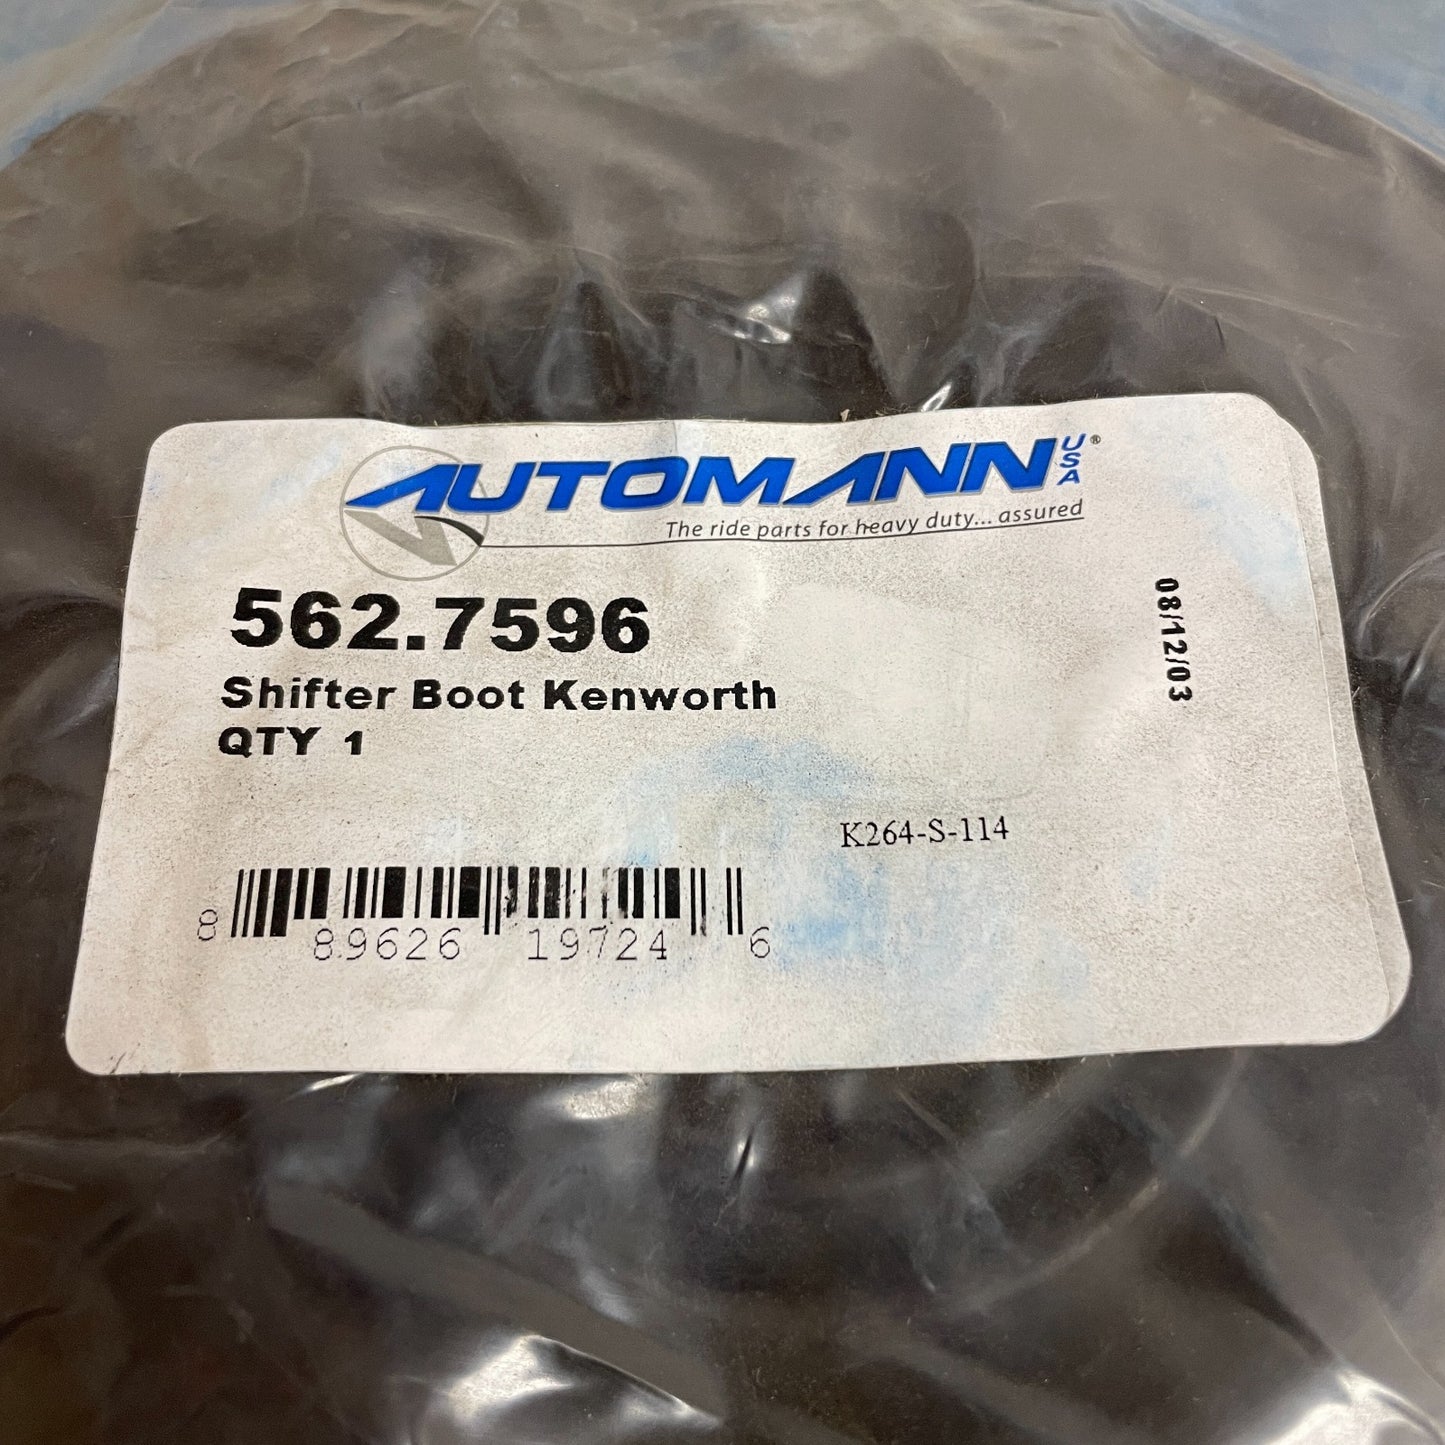 AUTOMANN USA®
The ride parts for heavy duty... assured
562.7596
Shifter Boot Kenworth
QTY 1
08/12/03
K264-S-114
8 89626 19724 6